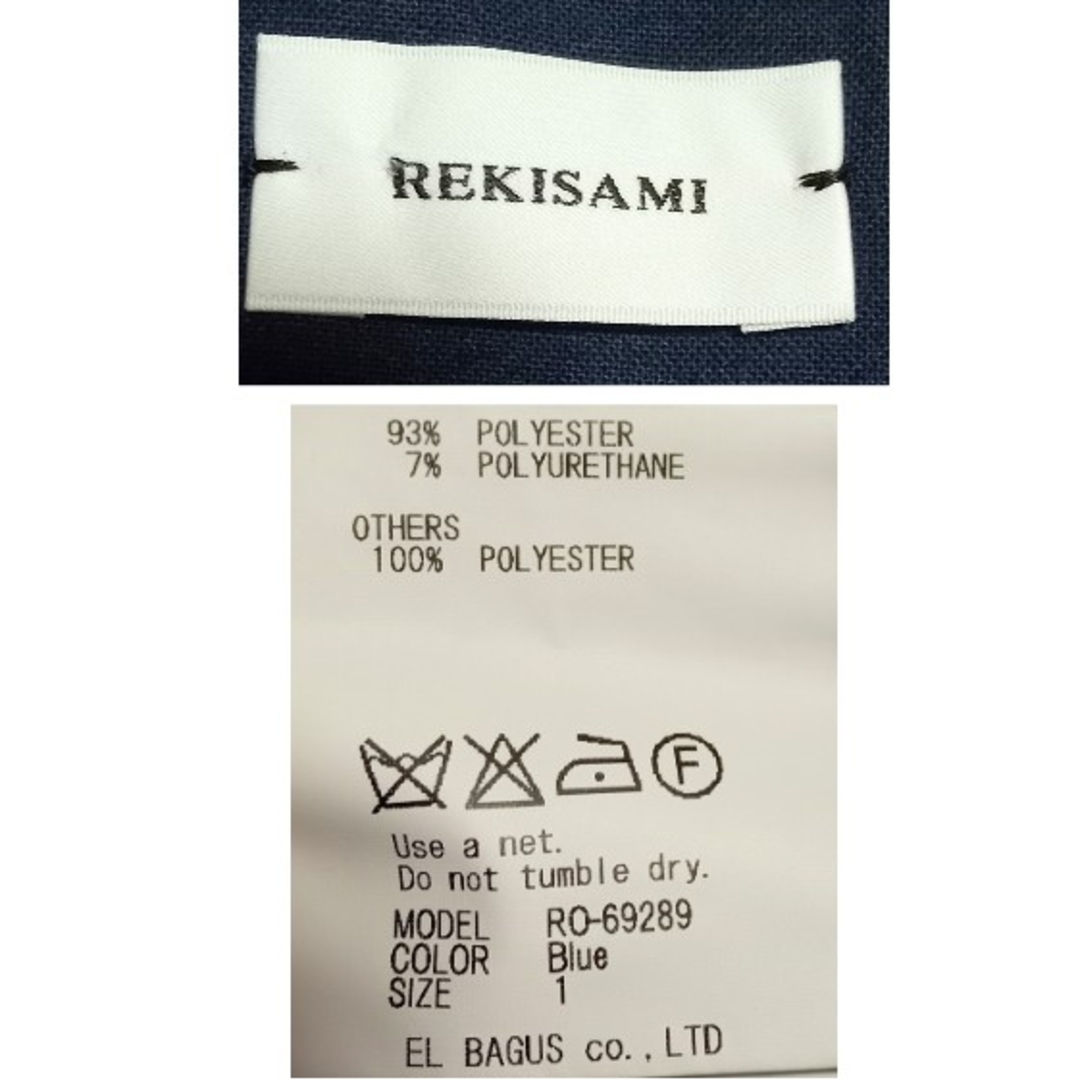 REKISAMI
93% POLYESTER
7% POLYURETHANE
OTHERS
100% POLYESTER
F
Use a net.
Do not tumble dry.
MODEL RO-69289
COLOR Blue
SIZE 1
EL BAGUS co.,LTD